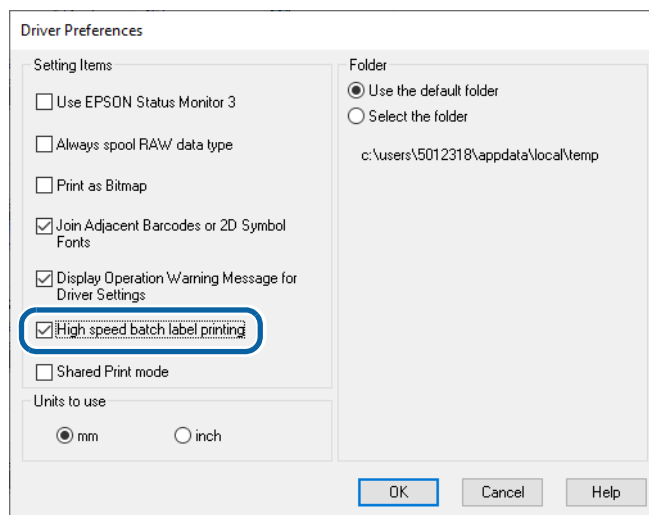 Driver Preferences
Setting Items
Use EPSON Status Monitor 3
Always spool RAW data type
Print as Bitmap
Join Adjacent Barcodes or 2D Symbol
Fonts
Display Operation Warning Message for
Driver Settings
High speed batch label printing
Shared Print mode
Units to use
mm
inch
Folder
Use the default folder
Select the folder
c:\users\5012318\appdata\local\temp
OK
Cancel
Help